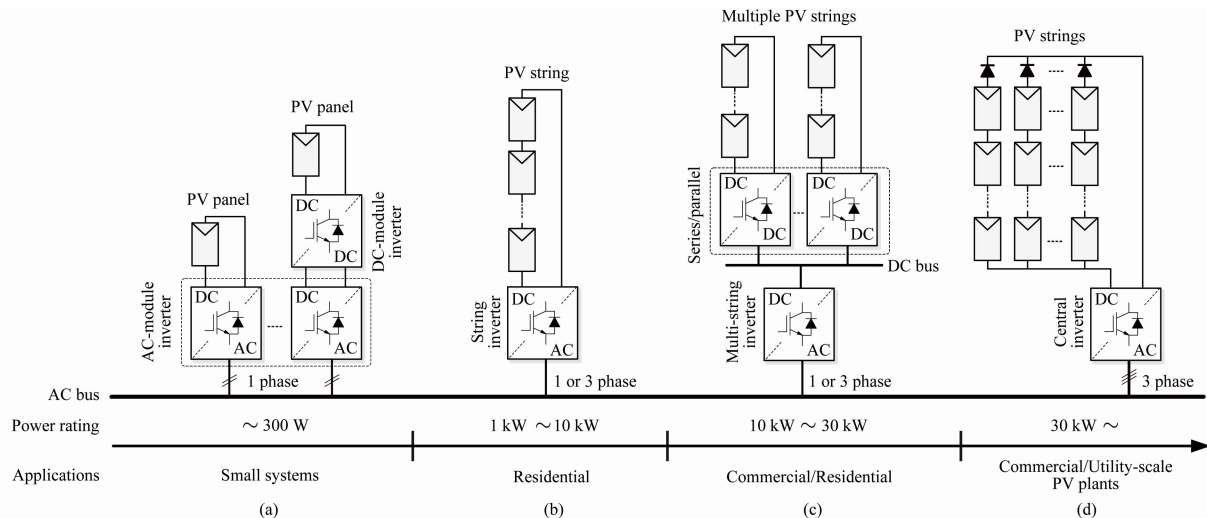 Multiple PV strings
PV strings
PV string
PV panel
PV panel
DC
DC
DC-module
inverter
DC
AC
DC
AC
AC-module
inverter
1 phase
DC
AC
String
inverter
1 or 3 phase
DC
DC
DC
DC
Series/parallel
DC bus
DC
AC
Multi-string
inverter
1 or 3 phase
DC
AC
Central
inverter
3 phase
AC bus
Power rating
~ 300 W
1 kW ~ 10 kW
10 kW ~ 30 kW
30 kW ~
Applications
Small systems
Residential
Commercial/Residential
Commercial/Utility-scale
PV plants
(a)
(b)
(c)
(d)